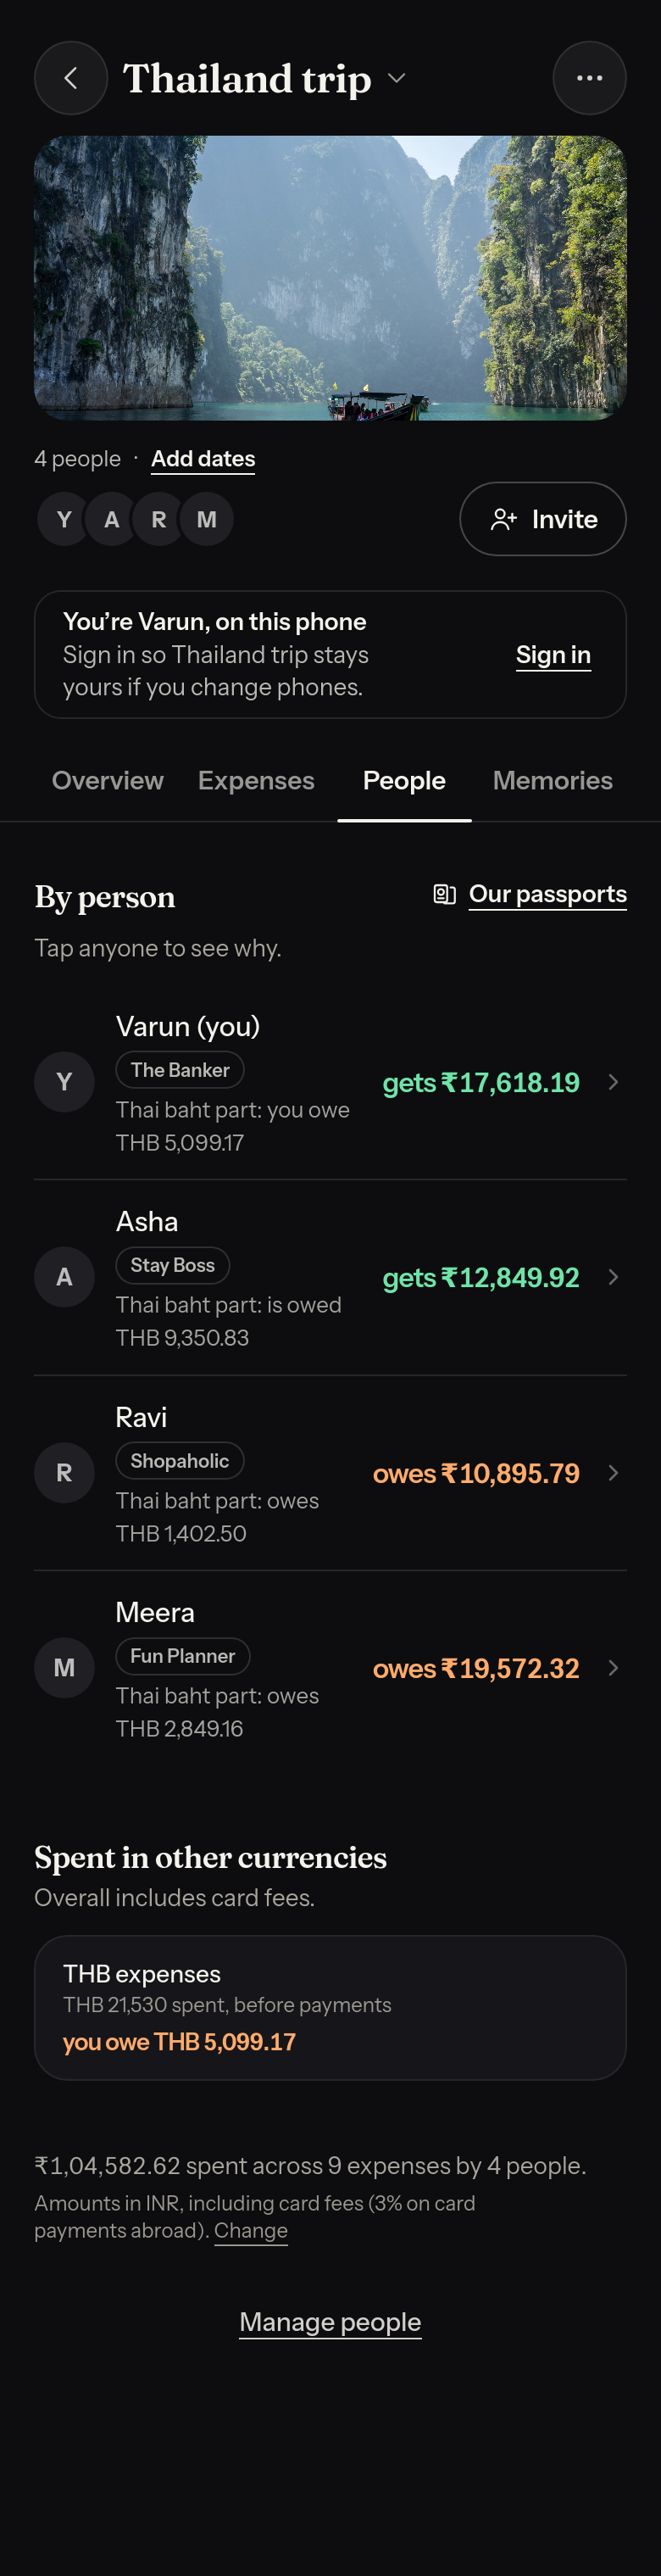 Thailand trip
4 people · Add dates
Y A R M
Invite
You’re Varun, on this phone
Sign in so Thailand trip stays
yours if you change phones.
Sign in
Overview Expenses People Memories
By person
Our passports
Tap anyone to see why.
Y
Varun (you)
The Banker
Thai baht part: you owe
THB 5,099.17
gets ₹17,618.19
A
Asha
Stay Boss
Thai baht part: is owed
THB 9,350.83
gets ₹12,849.92
R
Ravi
Shopaholic
Thai baht part: owes
THB 1,402.50
owes ₹10,895.79
M
Meera
Fun Planner
Thai baht part: owes
THB 2,849.16
owes ₹19,572.32
Spent in other currencies
Overall includes card fees.
THB expenses
THB 21,530 spent, before payments
you owe THB 5,099.17
₹1,04,582.62 spent across 9 expenses by 4 people.
Amounts in INR, including card fees (3% on card
payments abroad). Change
Manage people